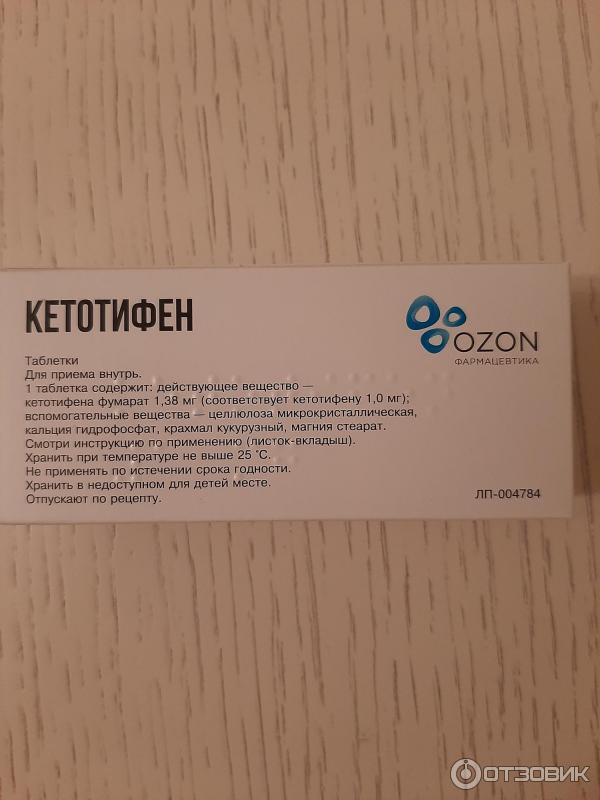 КЕТОТИФЕН
OZON
ФАРМАЦЕВТИКА
Таблетки
Для приема внутрь.
1 таблетка содержит: действующее вещество —
кетотифена фумарат 1,38 мг (соответствует кетотифену 1,0 мг);
вспомогательные вещества — целлюлоза микрокристаллическая,
кальция гидрофосфат, крахмал кукурузный, магния стеарат.
Смотри инструкцию по применению (листок-вкладыш).
Хранить при температуре не выше 25 °С.
Не применять по истечении срока годности.
Хранить в недоступном для детей месте.
Отпускают по рецепту.
ЛП-004784
ОТЗОВИК